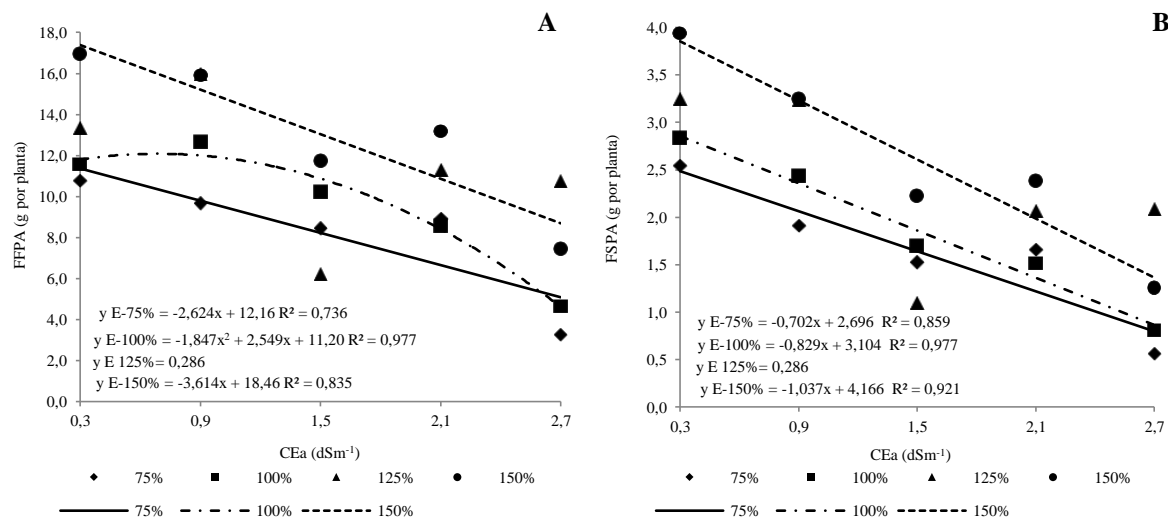 A
18,0
16,0
14,0
12,0
10,0
8,0
6,0
4,0
2,0
0,0
FFPA (g por planta)
y E-75% = -2,624x + 12,16 R² = 0,736
y E-100% = -1,847x² + 2,549x + 11,20 R² = 0,977
y E 125%= 0,286
y E-150% = -3,614x + 18,46 R² = 0,835
0,3 0,9 1,5 2,1 2,7
CEa (dSm⁻¹)
75% 100% 125% 150%
75% 100% 150%
B
4,0
3,5
3,0
2,5
2,0
1,5
1,0
0,5
0,0
FSPA (g por planta)
y E-75% = -0,702x + 2,696 R² = 0,859
y E-100% = -0,829x + 3,104 R² = 0,977
y E 125%= 0,286
y E-150% = -1,037x + 4,166 R² = 0,921
0,3 0,9 1,5 2,1 2,7
CEa (dSm⁻¹)
75% 100% 125% 150%
75% 100% 150%